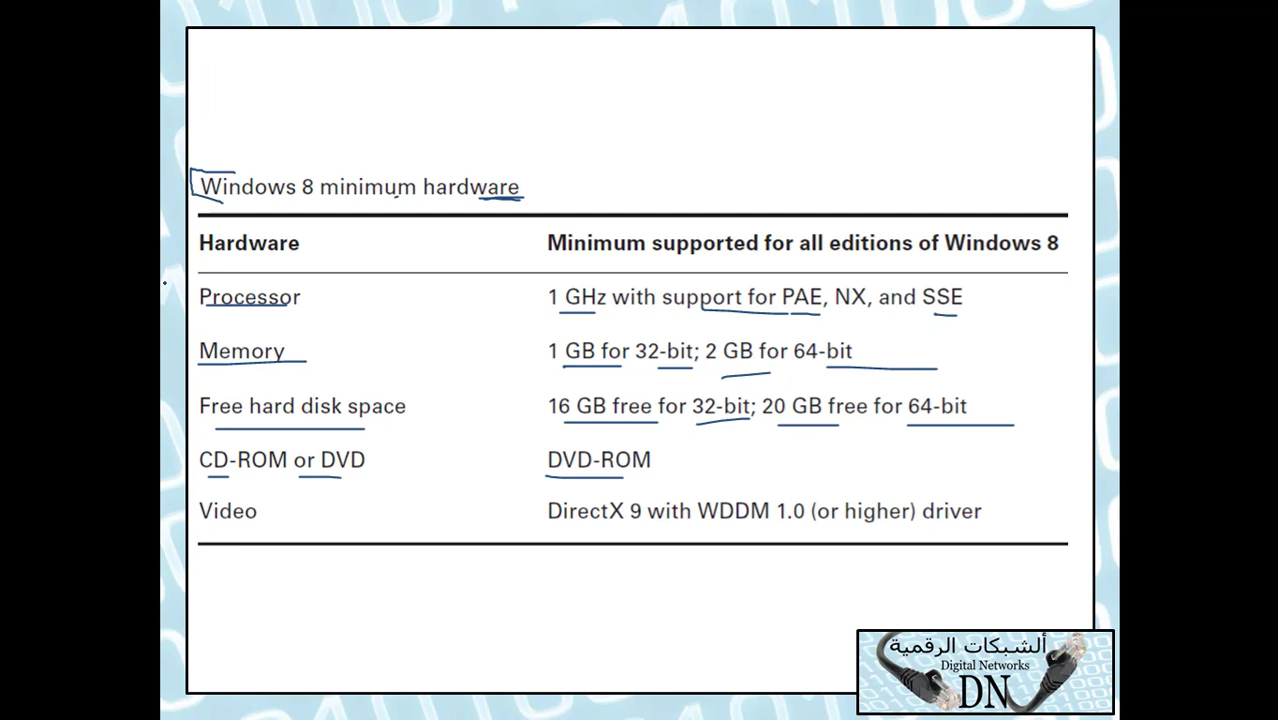 Windows 8 minimum hardware
Hardware Minimum supported for all editions of Windows 8
Processor 1 GHz with support for PAE, NX, and SSE
Memory 1 GB for 32-bit; 2 GB for 64-bit
Free hard disk space 16 GB free for 32-bit; 20 GB free for 64-bit
CD-ROM or DVD DVD-ROM
Video DirectX 9 with WDDM 1.0 (or higher) driver
ألشبكات الرقمية
Digital Networks
DN